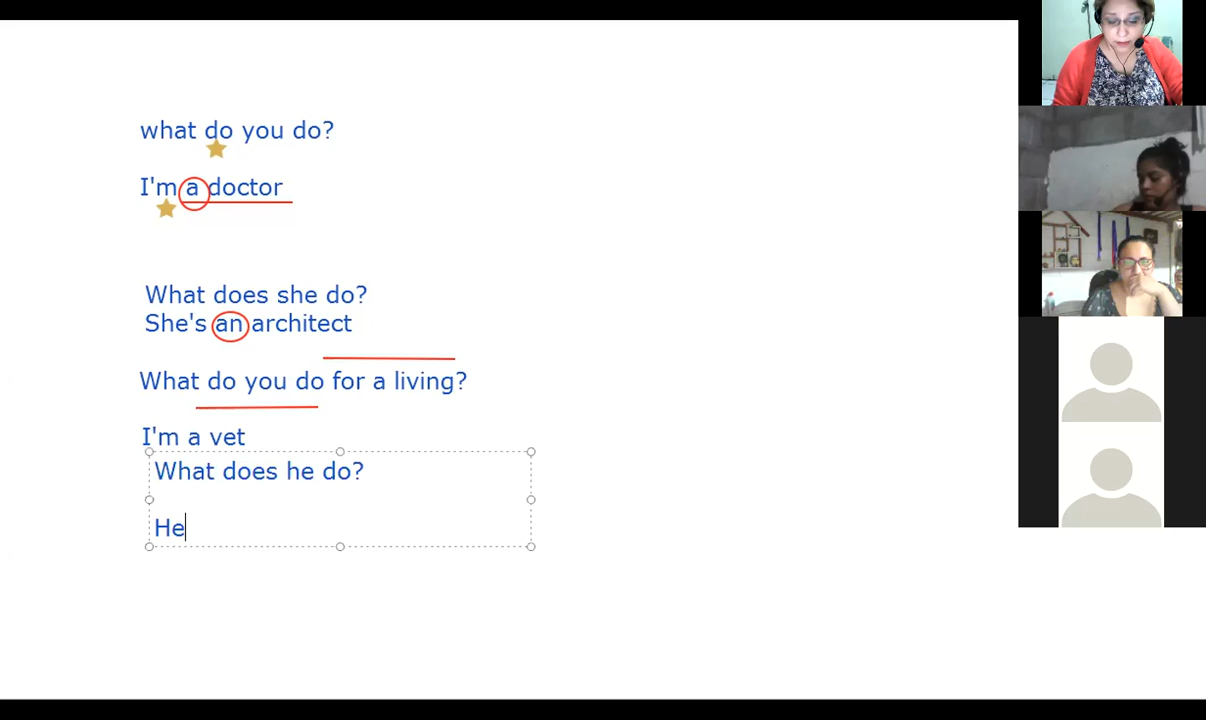 what do you do?
I'm a doctor
What does she do?
She's an architect
What do you do for a living?
I'm a vet
What does he do?
He